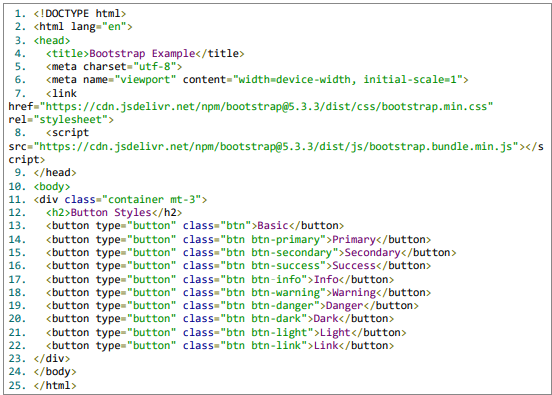 1. <!DOCTYPE html>
2. <html lang="en">
3. <head>
4. <title>Bootstrap Example</title>
5. <meta charset="utf-8">
6. <meta name="viewport" content="width=device-width, initial-scale=1">
7. <link
href="https://cdn.jsdelivr.net/npm/bootstrap@5.3.3/dist/css/bootstrap.min.css"
rel="stylesheet">
8. <script
src="https://cdn.jsdelivr.net/npm/bootstrap@5.3.3/dist/js/bootstrap.bundle.min.js"></s
cript>
9. </head>
10. <body>
11. <div class="container mt-3">
12. <h2>Button Styles</h2>
13. <button type="button" class="btn">Basic</button>
14. <button type="button" class="btn btn-primary">Primary</button>
15. <button type="button" class="btn btn-secondary">Secondary</button>
16. <button type="button" class="btn btn-success">Success</button>
17. <button type="button" class="btn btn-info">Info</button>
18. <button type="button" class="btn btn-warning">Warning</button>
19. <button type="button" class="btn btn-danger">Danger</button>
20. <button type="button" class="btn btn-dark">Dark</button>
21. <button type="button" class="btn btn-light">Light</button>
22. <button type="button" class="btn btn-link">Link</button>
23. </div>
24. </body>
25. </html>